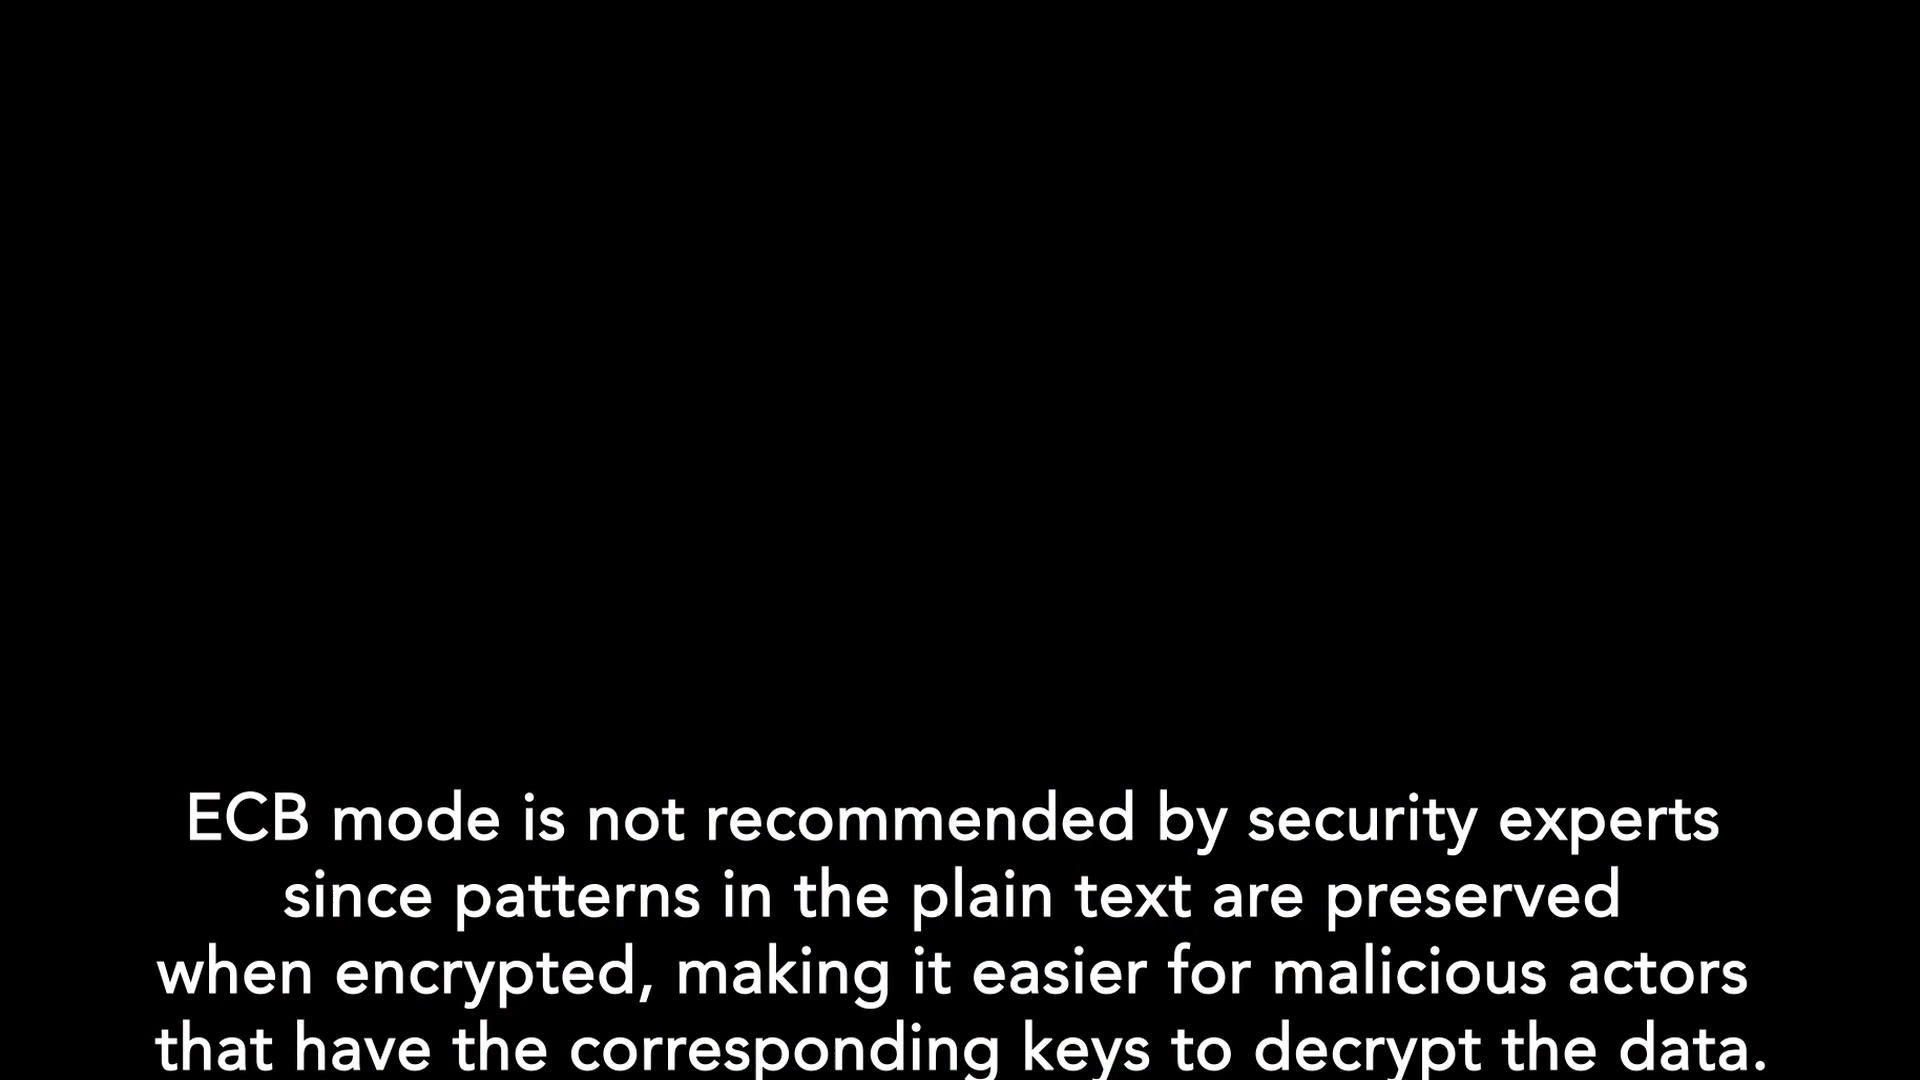 ECB mode is not recommended by security experts
since patterns in the plain text are preserved
when encrypted, making it easier for malicious actors
that have the corresponding keys to decrypt the data.